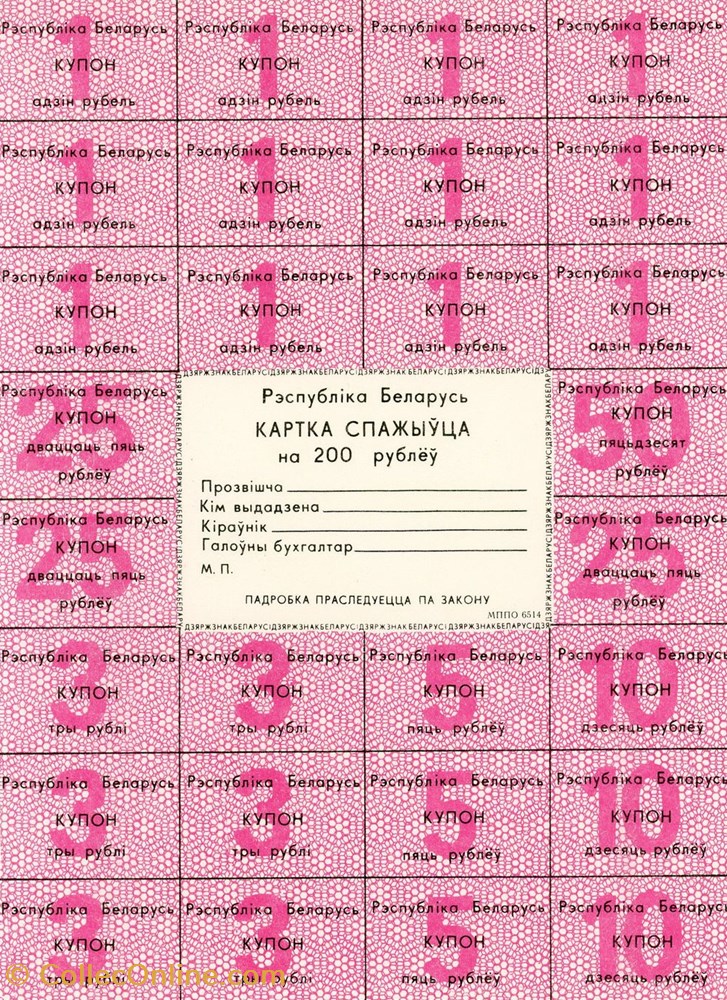 Рэспубліка Беларусь
1
КУПОН
адзін рубель
Рэспубліка Беларусь
1
КУПОН
адзін рубель
Рэспубліка Беларусь
1
КУПОН
адзін рубель
Рэспубліка Беларусь
1
КУПОН
адзін рубель
Рэспубліка Беларусь
1
КУПОН
адзін рубель
Рэспубліка Беларусь
1
КУПОН
адзін рубель
Рэспубліка Беларусь
1
КУПОН
адзін рубель
Рэспубліка Беларусь
1
КУПОН
адзін рубель
Рэспубліка Беларусь
1
КУПОН
адзін рубель
Рэспубліка Беларусь
1
КУПОН
адзін рубель
Рэспубліка Беларусь
1
КУПОН
адзін рубель
Рэспубліка Беларусь
1
КУПОН
адзін рубель
Рэспубліка Беларусь
25
КУПОН
дваццаць пяць
рублёў
ДЗЯРЖЗНАКБЕЛАРУСІДЗЯРЖЗНАКБЕЛАРУСІДЗЯРЖЗНАКБЕЛАРУСІДЗ
Рэспубліка Беларусь
КАРТКА СПАЖЫЎЦА
на 200 рублёў
Прозвішча
Кім выдадзена
Кіраўнік
Галоўны бухгалтар
М. П.
ПАДРОБКА ПРАСЛЕДУЕЦЦА ПА ЗАКОНУ
МППО 6514
ДЗЯРЖЗНАКБЕЛАРУСІДЗЯРЖЗНАКБЕЛАРУСІДЗЯРЖЗНАКБЕЛАРУСІДЗЯ
Рэспубліка Беларусь
50
КУПОН
пяцьдзесят
рублёў
Рэспубліка Беларусь
25
КУПОН
дваццаць пяць
рублёў
Рэспубліка Беларусь
25
КУПОН
дваццаць пяць
рублёў
Рэспубліка Беларусь
3
КУПОН
тры рублі
Рэспубліка Беларусь
3
КУПОН
тры рублі
Рэспубліка Беларусь
5
КУПОН
пяць рублёў
Рэспубліка Беларусь
10
КУПОН
дзесяць рублёў
Рэспубліка Беларусь
3
КУПОН
тры рублі
Рэспубліка Беларусь
3
КУПОН
тры рублі
Рэспубліка Беларусь
5
КУПОН
пяць рублёў
Рэспубліка Беларусь
10
КУПОН
дзесяць рублёў
Рэспубліка Беларусь
3
КУПОН
тры рублі
Рэспубліка Беларусь
3
КУПОН
тры рублі
Рэспубліка Беларусь
5
КУПОН
пяць рублёў
Рэспубліка Беларусь
10
КУПОН
дзесяць рублёў
© CollecOnline.com